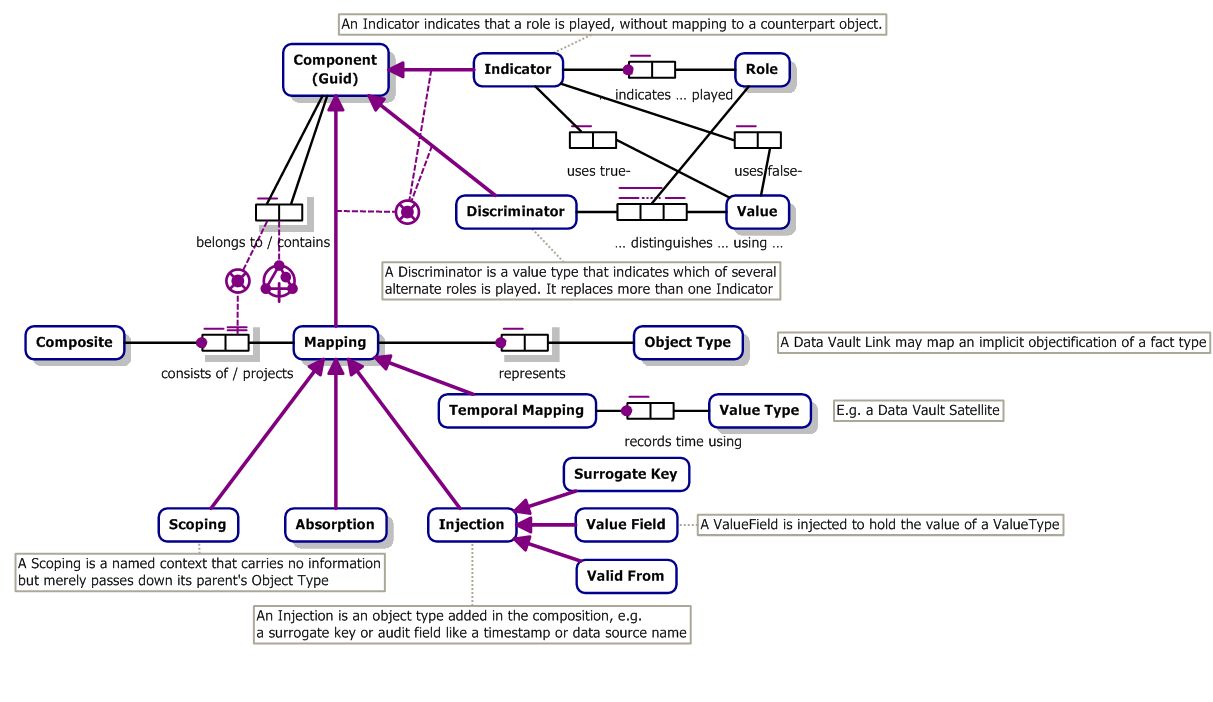 An Indicator indicates that a role is played, without mapping to a counterpart object.
Component
(Guid)
Indicator
Role
... indicates ... played
uses true-
uses false-
Discriminator
Value
belongs to / contains
... distinguishes ... using ...
A Discriminator is a value type that indicates which of several
alternate roles is played. It replaces more than one Indicator
Composite
Mapping
Object Type
A Data Vault Link may map an implicit objectification of a fact type
consists of / projects
represents
Temporal Mapping
Value Type
E.g. a Data Vault Satellite
records time using
Surrogate Key
Scoping
Absorption
Injection
Value Field
A ValueField is injected to hold the value of a ValueType
A Scoping is a named context that carries no information
but merely passes down its parent's Object Type
Valid From
An Injection is an object type added in the composition, e.g.
a surrogate key or audit field like a timestamp or data source name